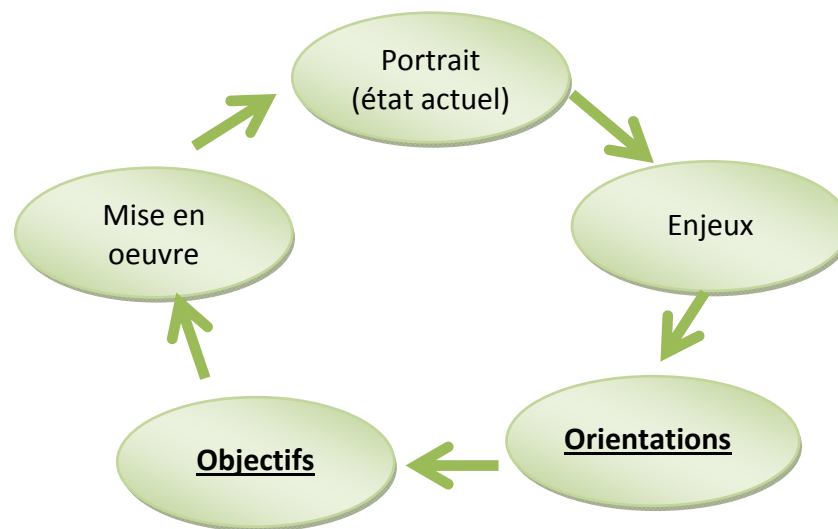 Portrait
(état actuel)
Enjeux
Orientations
Objectifs
Mise en
oeuvre